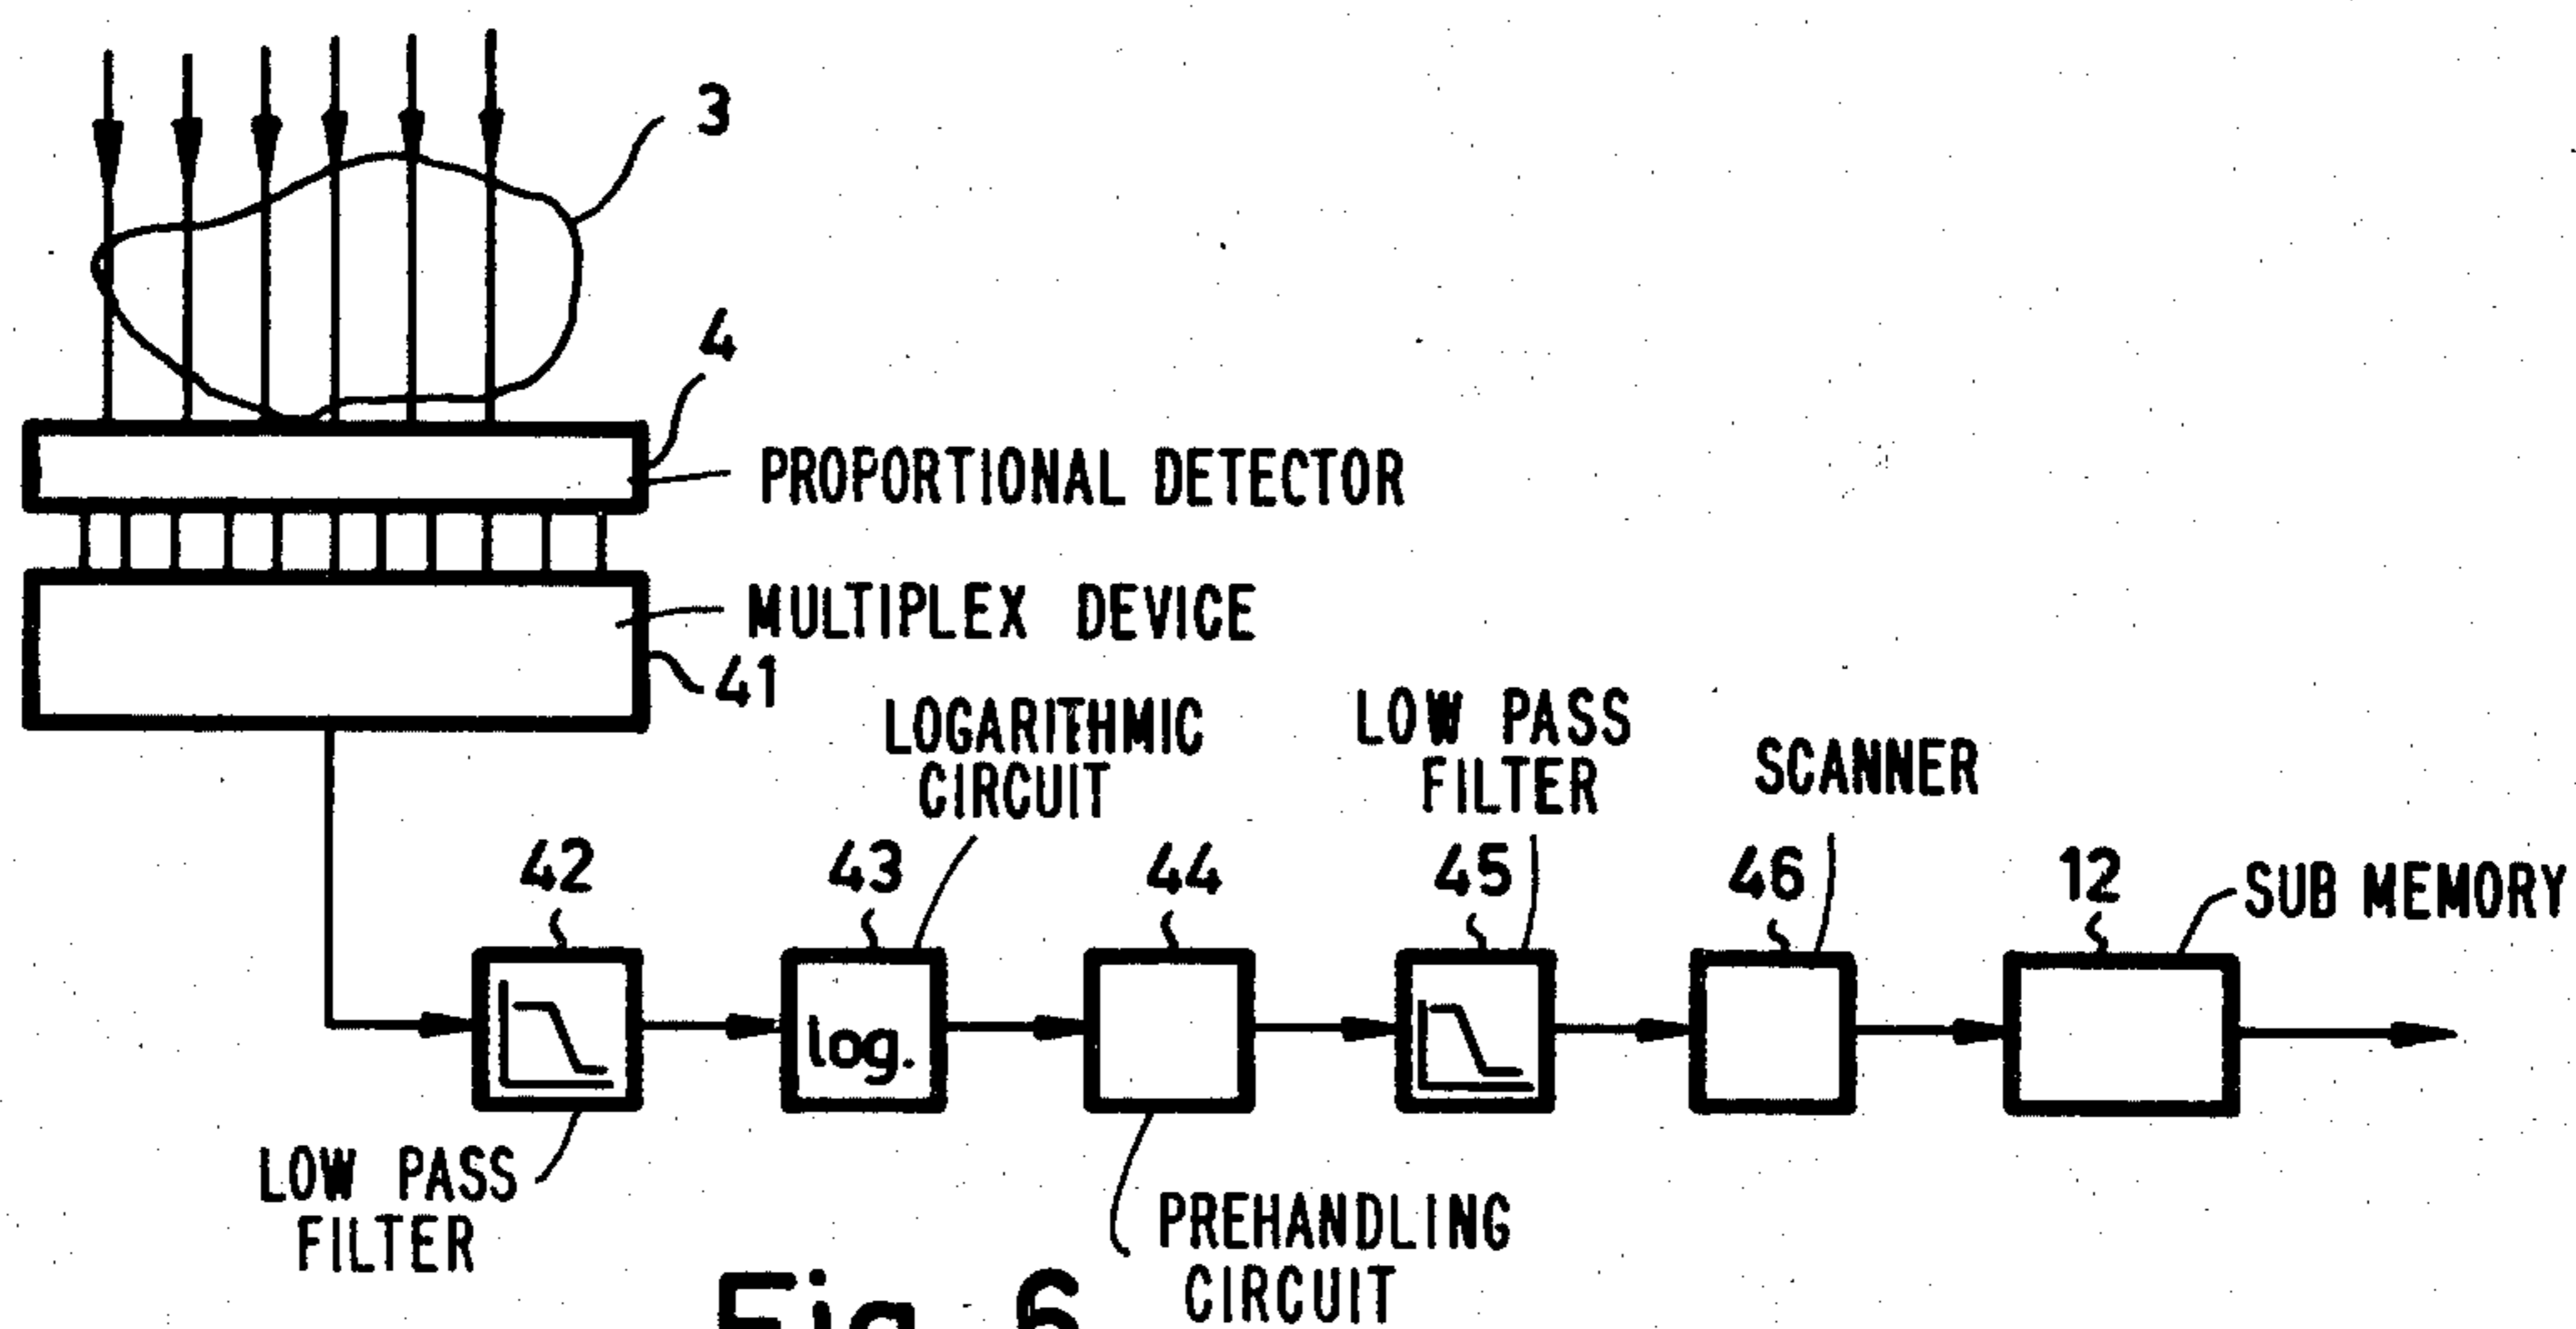 3
4
PROPORTIONAL DETECTOR
MULTIPLEX DEVICE
41
LOGARITHMIC
CIRCUIT
LOW PASS
FILTER
SCANNER
42
43
44
45
46
12
SUB MEMORY
log.
LOW PASS
FILTER
PREHANDLING
CIRCUIT
Fig. 6